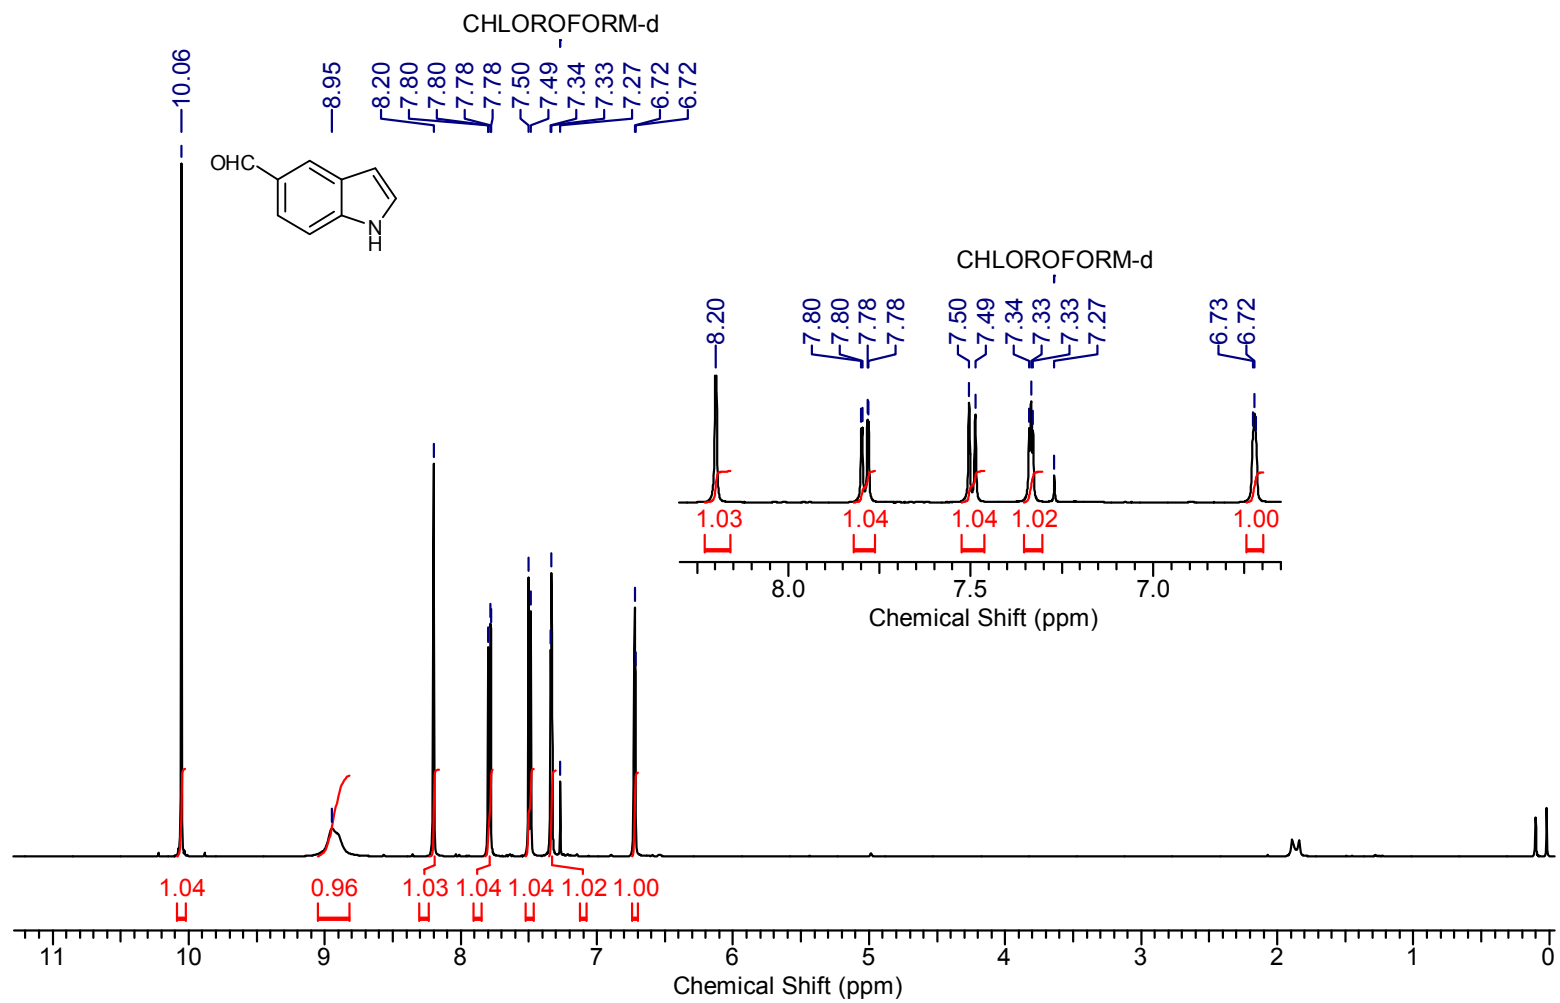 CHLOROFORM-d
10.06
8.95
8.20
7.80
7.80
7.78
7.78
7.50
7.49
7.34
7.33
7.27
6.72
6.72
OHC
N
H
CHLOROFORM-d
8.20
7.80
7.80
7.78
7.78
7.50
7.49
7.34
7.33
7.33
7.27
6.73
6.72
1.03 1.04 1.04 1.02 1.00
8.0 7.5 7.0
Chemical Shift (ppm)
1.04 0.96 1.03 1.04 1.04 1.02 1.00
11 10 9 8 7 6 5 4 3 2 1 0
Chemical Shift (ppm)